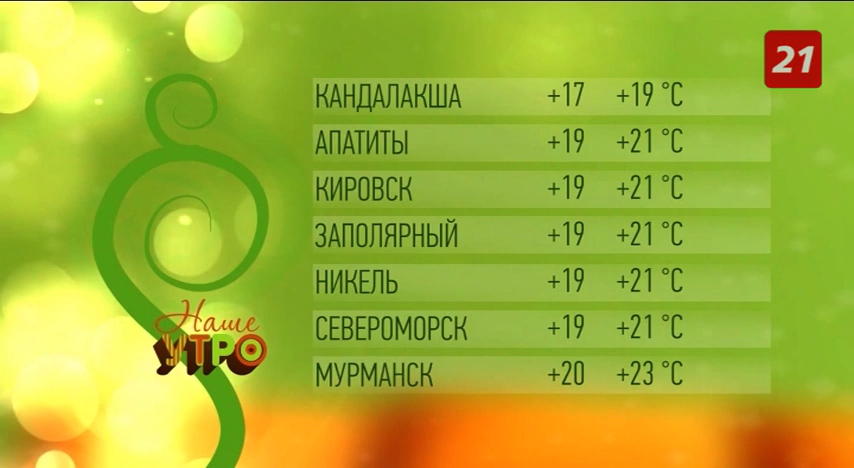 21
КАНДАЛАКША +17 +19 °C
АПАТИТЫ +19 +21 °C
КИРОВСК +19 +21 °C
ЗАПОЛЯРНЫЙ +19 +21 °C
НИКЕЛЬ +19 +21 °C
СЕВЕРОМОРСК +19 +21 °C
МУРМАНСК +20 +23 °C
Наше
УТРО